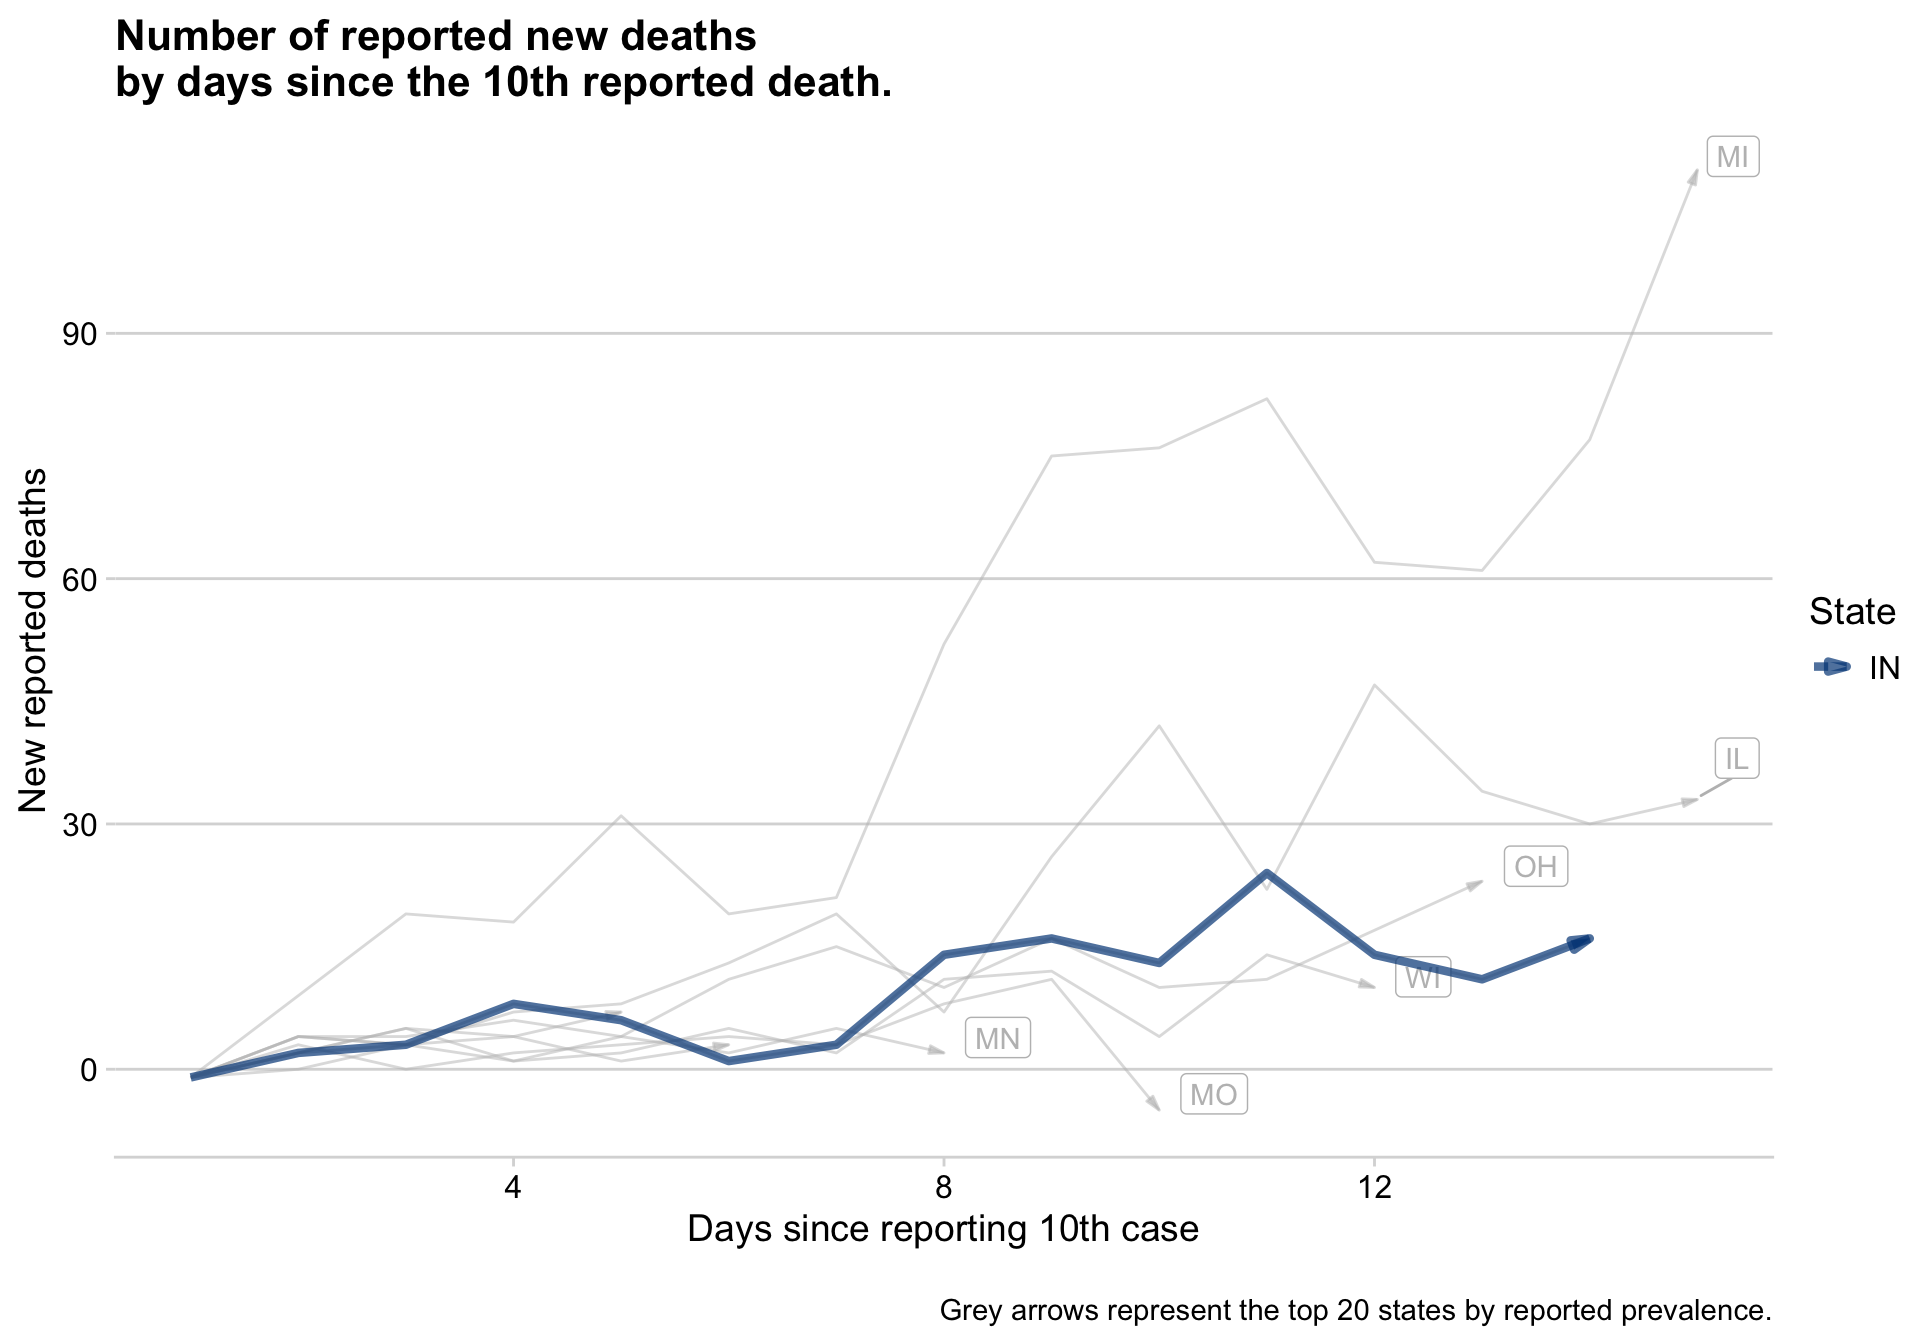 Number of reported new deaths
by days since the 10th reported death.
MI
90
60
New reported deaths
State
IN
IL
30
OH
WI
MN
0
MO
4
8
12
Days since reporting 10th case
Grey arrows represent the top 20 states by reported prevalence.